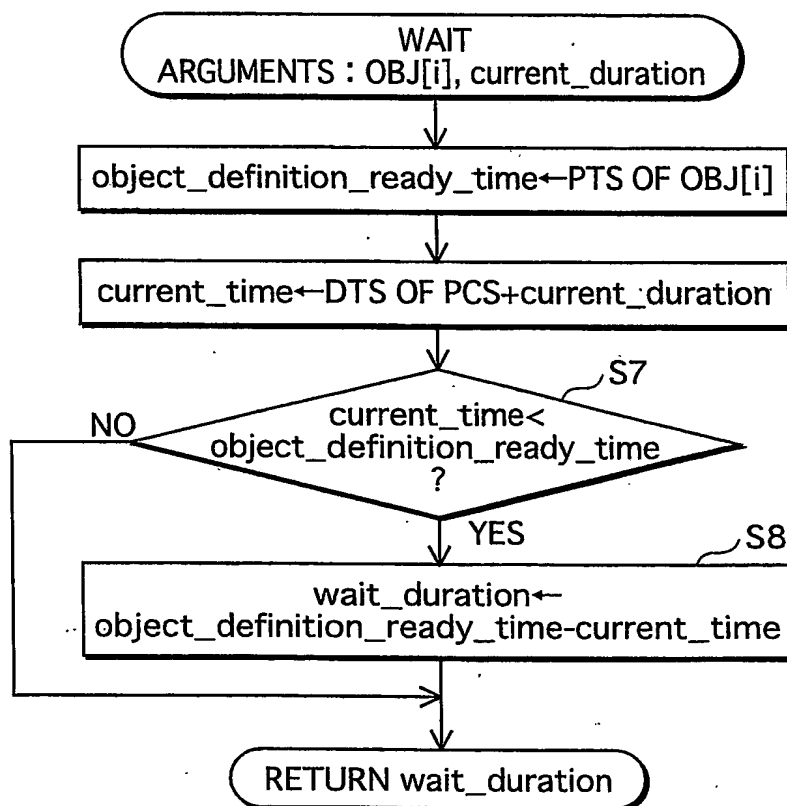 WAIT
ARGUMENTS : OBJ[i], current_duration
object_definition_ready_time←PTS OF OBJ[i]
current_time←DTS OF PCS+current_duration
S7
NO
current_time<
object_definition_ready_time
?
YES
S8
wait_duration←
object_definition_ready_time-current_time
RETURN wait_duration